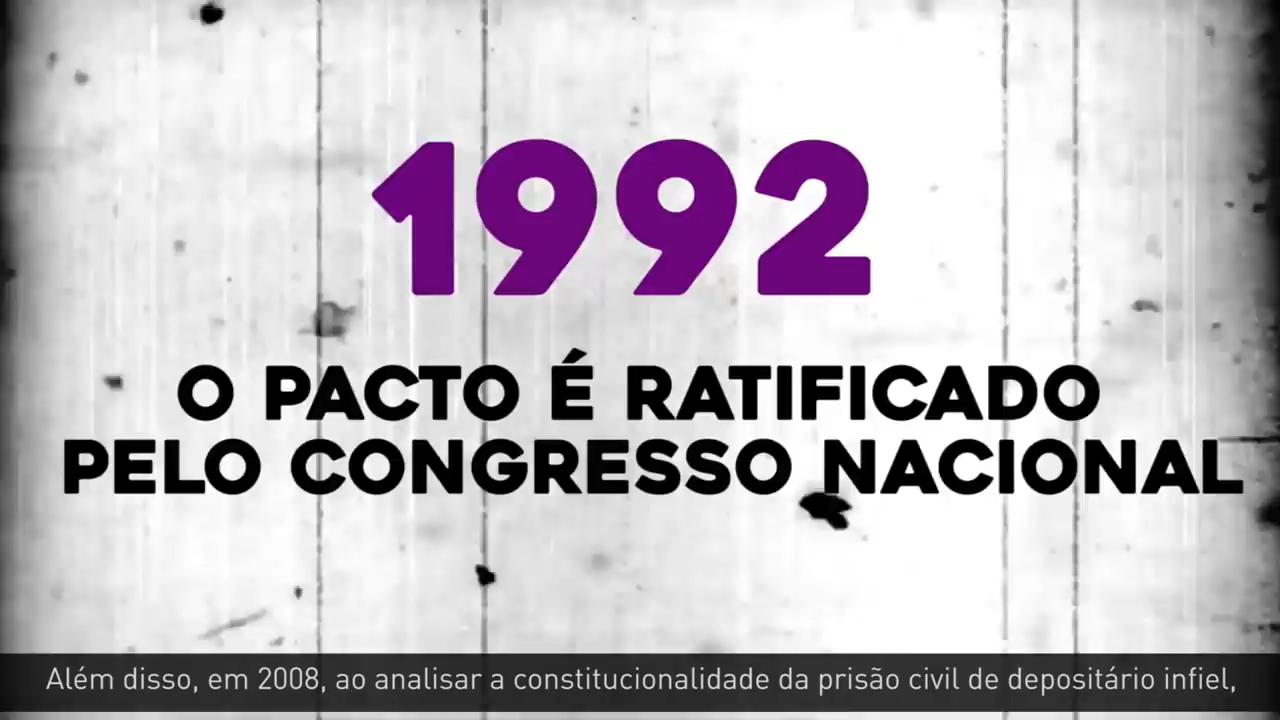 1992
O PACTO É RATIFICADO
PELO CONGRESSO NACIONAL
Além disso, em 2008, ao analisar a constitucionalidade da prisão civil de depositário infiel,